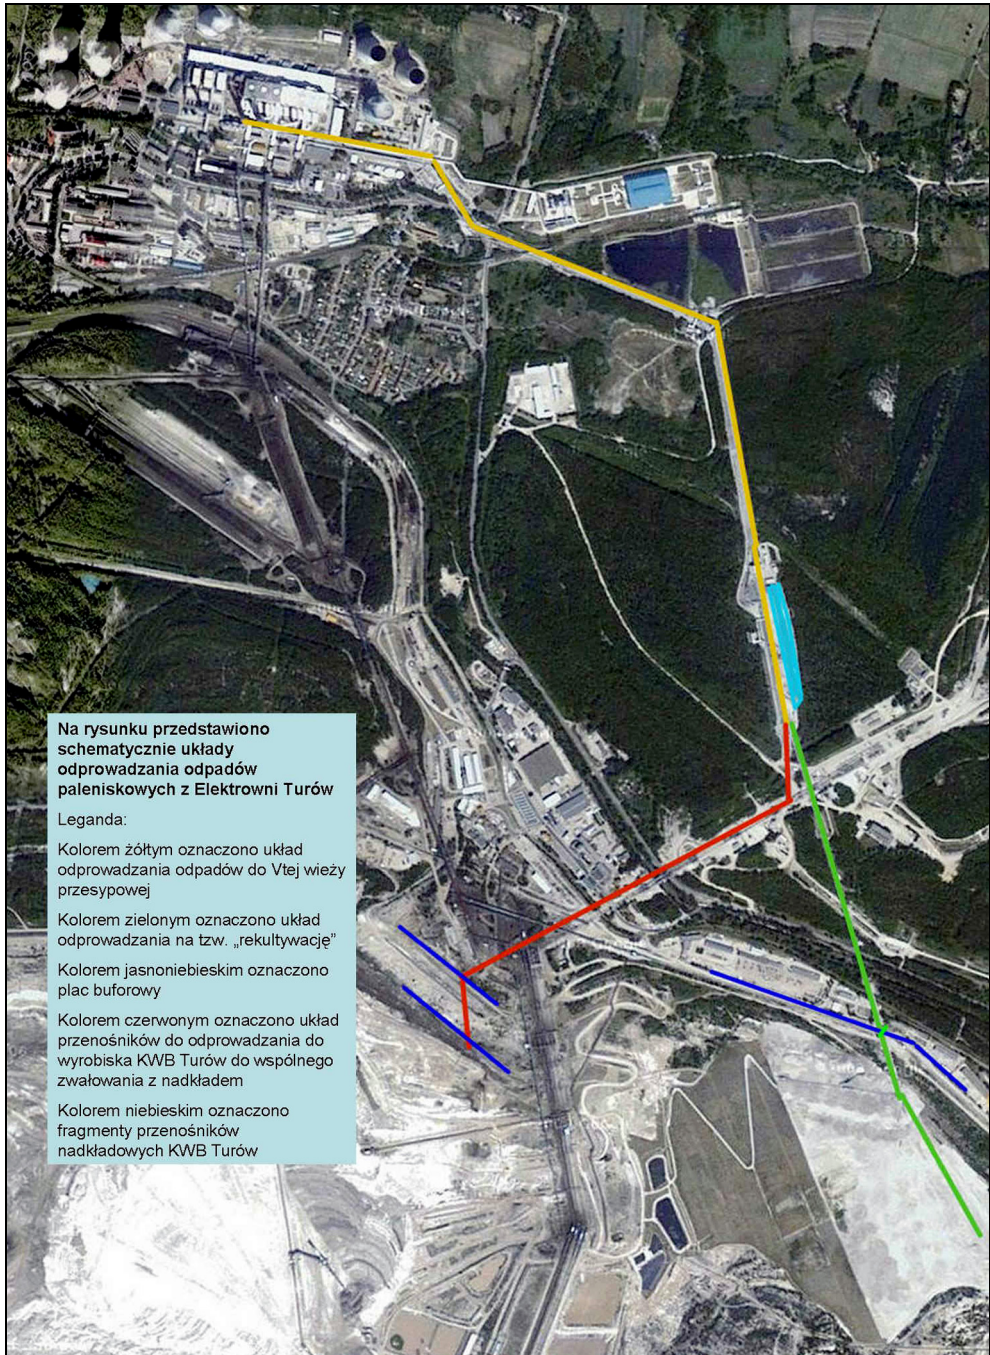 Na rysunku przedstawiono
schematycznie układy
odprowadzania odpadów
paleniskowych z Elektrowni Turów
Leganda:
Kolorem żółtym oznaczono układ
odprowadzania odpadów do Vtej wieży
przesypowej
Kolorem zielonym oznaczono układ
odprowadzania na tzw. „rekultywację”
Kolorem jasnoniebieskim oznaczono
plac buforowy
Kolorem czerwonym oznaczono układ
przenośników do odprowadzania do
wyrobiska KWB Turów do wspólnego
zwałowania z nadkładem
Kolorem niebieskim oznaczono
fragmenty przenośników
nadkładowych KWB Turów